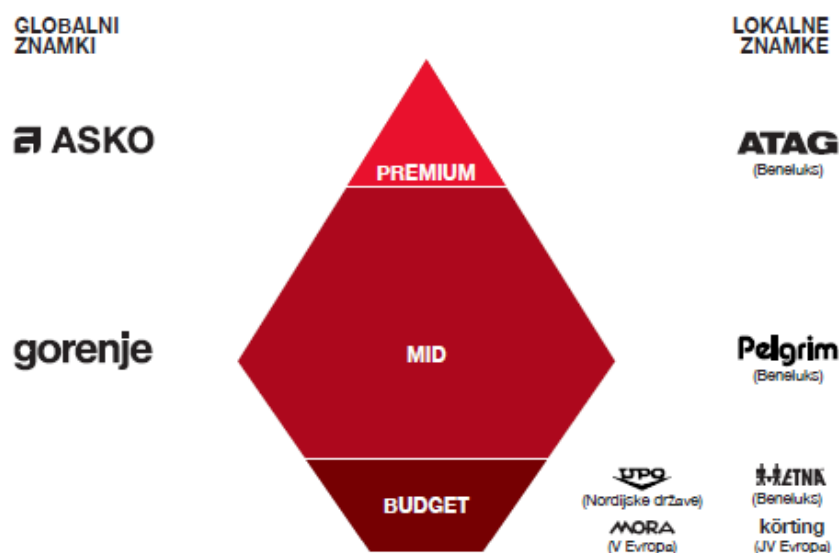 GLOBALNI
ZNAMKI
LOKALNE
ZNAMKE
ASKO
PREMIUM
ATAG
(Beneluks)
gorenje
MID
Pelgrim
(Beneluks)
BUDGET
UPO
(Nordijske države)
ETNA
(Beneluks)
MORA
(V Evropa)
körting
(JV Evropa)